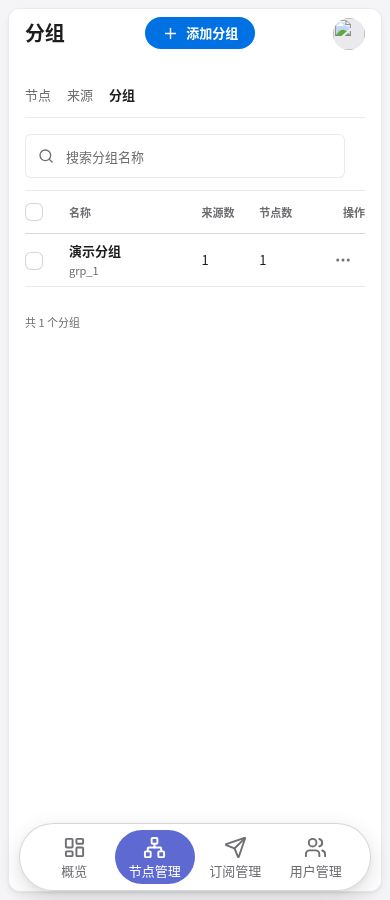 分组
添加分组
节点 来源 分组
搜索分组名称
名称 来源数 节点数 操作
演示分组 1 1
grp_1
共 1 个分组
概览 节点管理 订阅管理 用户管理